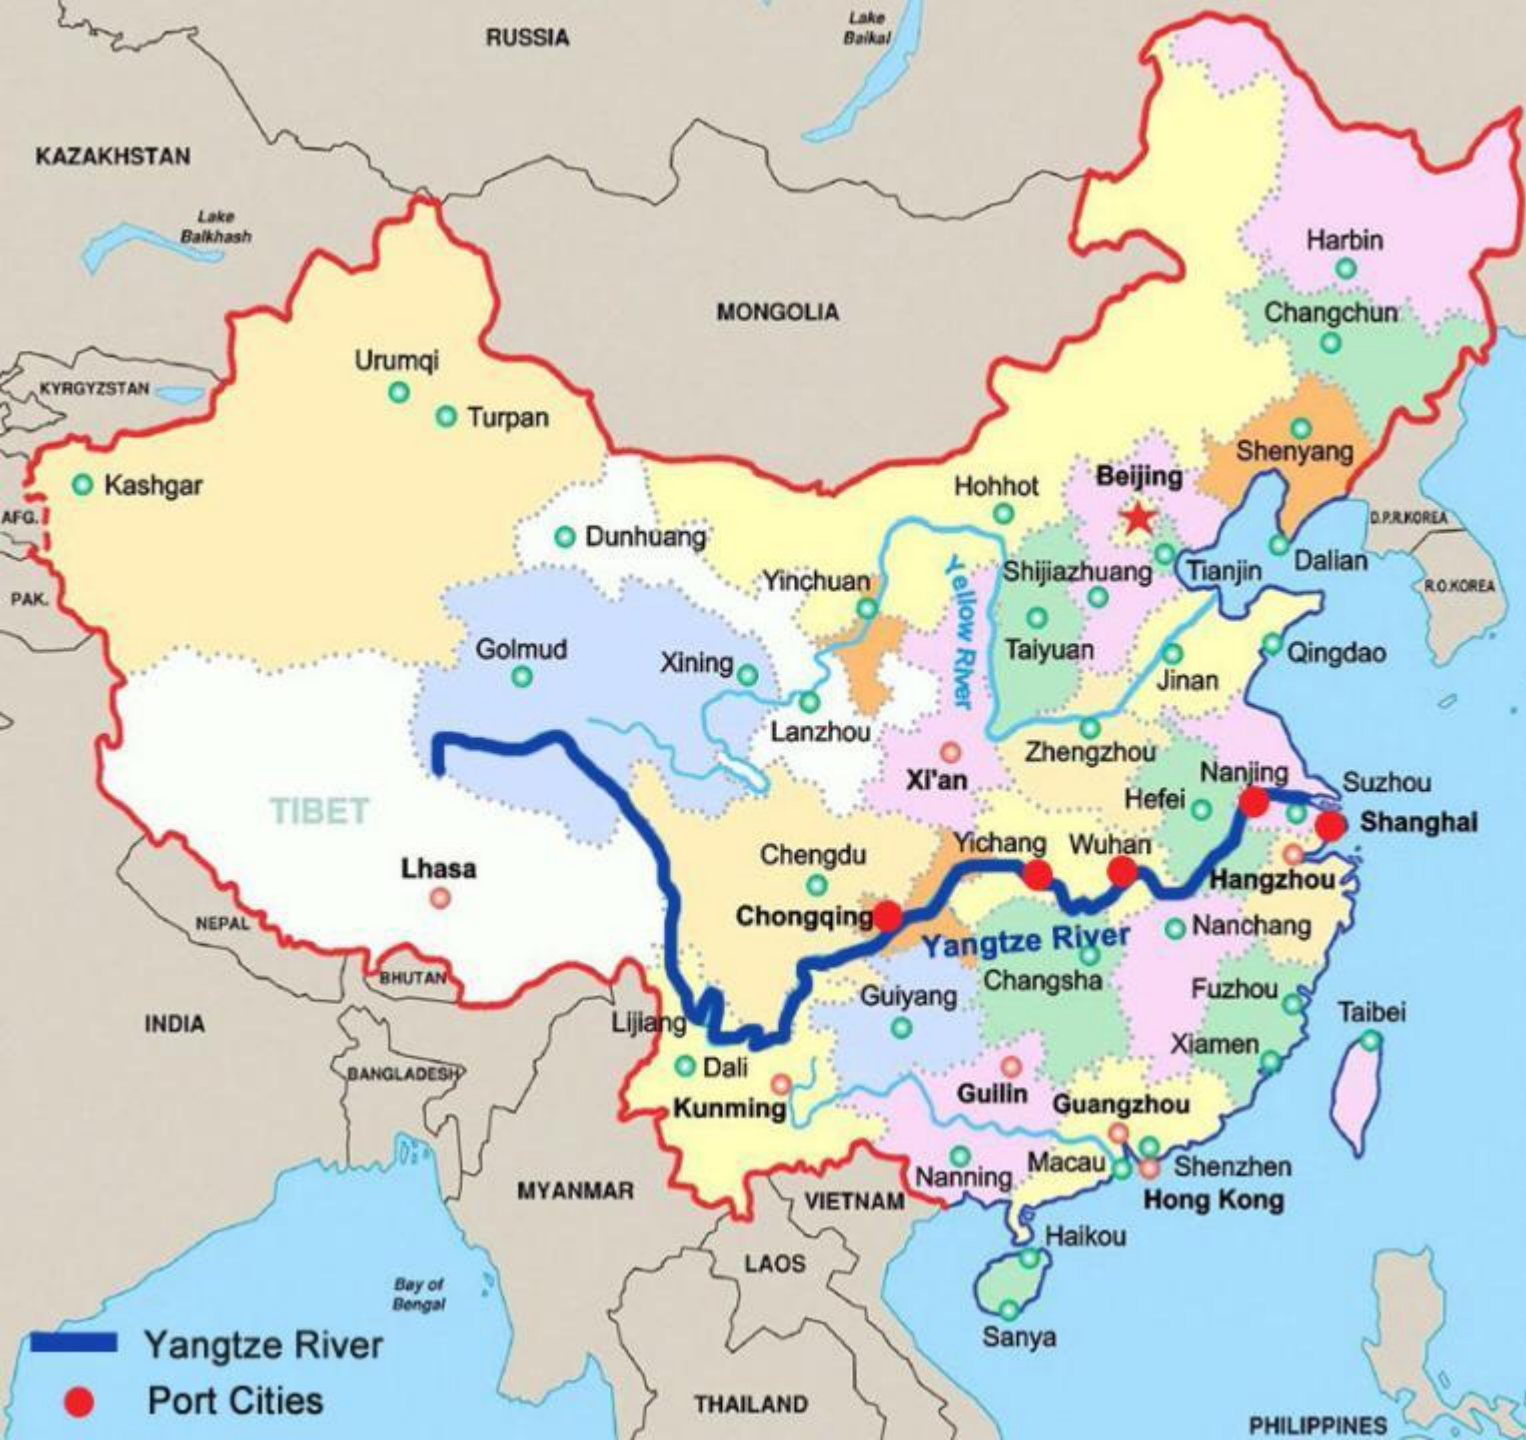 RUSSIA
Lake
Baikal
KAZAKHSTAN
Lake
Balkhash
Harbin
MONGOLIA
Changchun
Urumqi
KYRGYZSTAN
Turpan
Shenyang
Beijing
Kashgar
Hohhot
AFG.
D.P.R.KOREA
Dunhuang
Dalian
Tianjin
Shijiazhuang
Yinchuan
R.O.KOREA
PAK.
Yellow River
Golmud
Xining
Taiyuan
Qingdao
Jinan
Lanzhou
Zhengzhou
Xi'an
Nanjing
Suzhou
Hefei
TIBET
Shanghai
Yichang
Wuhan
Chengdu
Lhasa
Hangzhou
Chongqing
NEPAL
Nanchang
Yangtze River
BHUTAN
Changsha
Fuzhou
Guiyang
Taibei
INDIA
Lijiang
Xiamen
Dali
BANGLADESH
Guilin
Guangzhou
Kunming
Macau
Shenzhen
Nanning
MYANMAR
VIETNAM
Hong Kong
Haikou
LAOS
Bay of
Bengal
Sanya
Yangtze River
Port Cities
THAILAND
PHILIPPINES